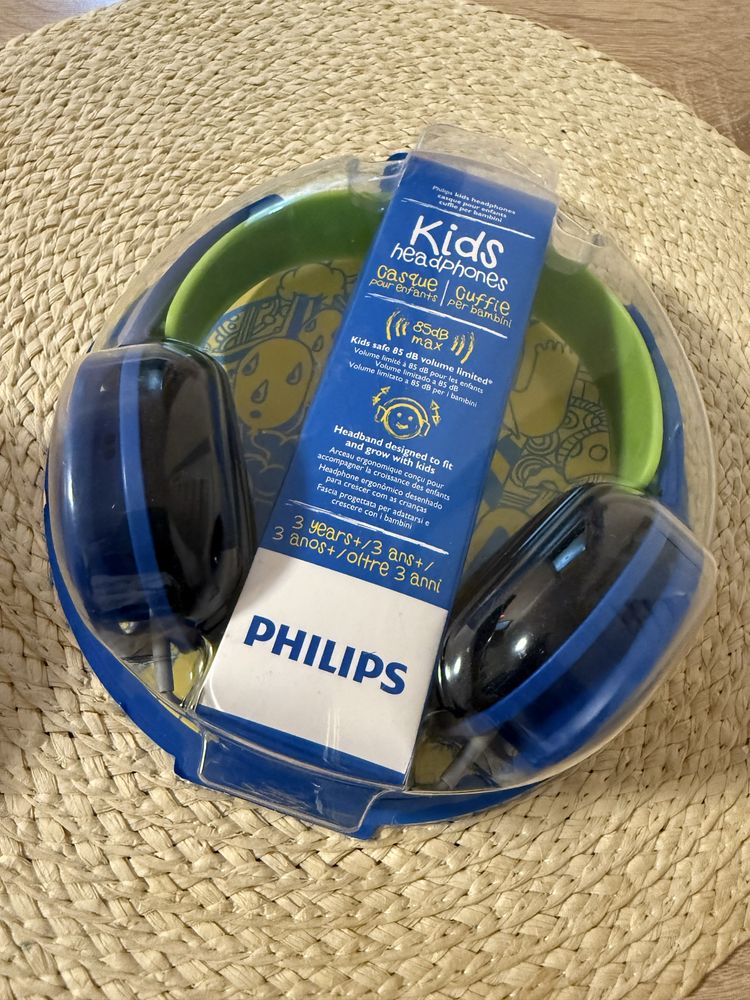 Philips kids headphones
casque pour enfants
cuffie per bambini
Kids
headphones
casque
pour enfants
cuffie
per bambini
85dB
max
Kids safe 85 dB volume limited*
Volume limité à 85 dB pour les enfants
Volume limitado a 85 dB
Volume limitato a 85 dB per i bambini
Headband designed to fit
and grow with kids
Arceau ergonomique conçu pour
accompagner la croissance des enfants
Headphone ergonômico desenhado
para crescer com as crianças
Fascia progettata per adattarsi e
crescere con i bambini
3 years+/3 ans+/
3 anos+/oltre 3 anni
PHILIPS